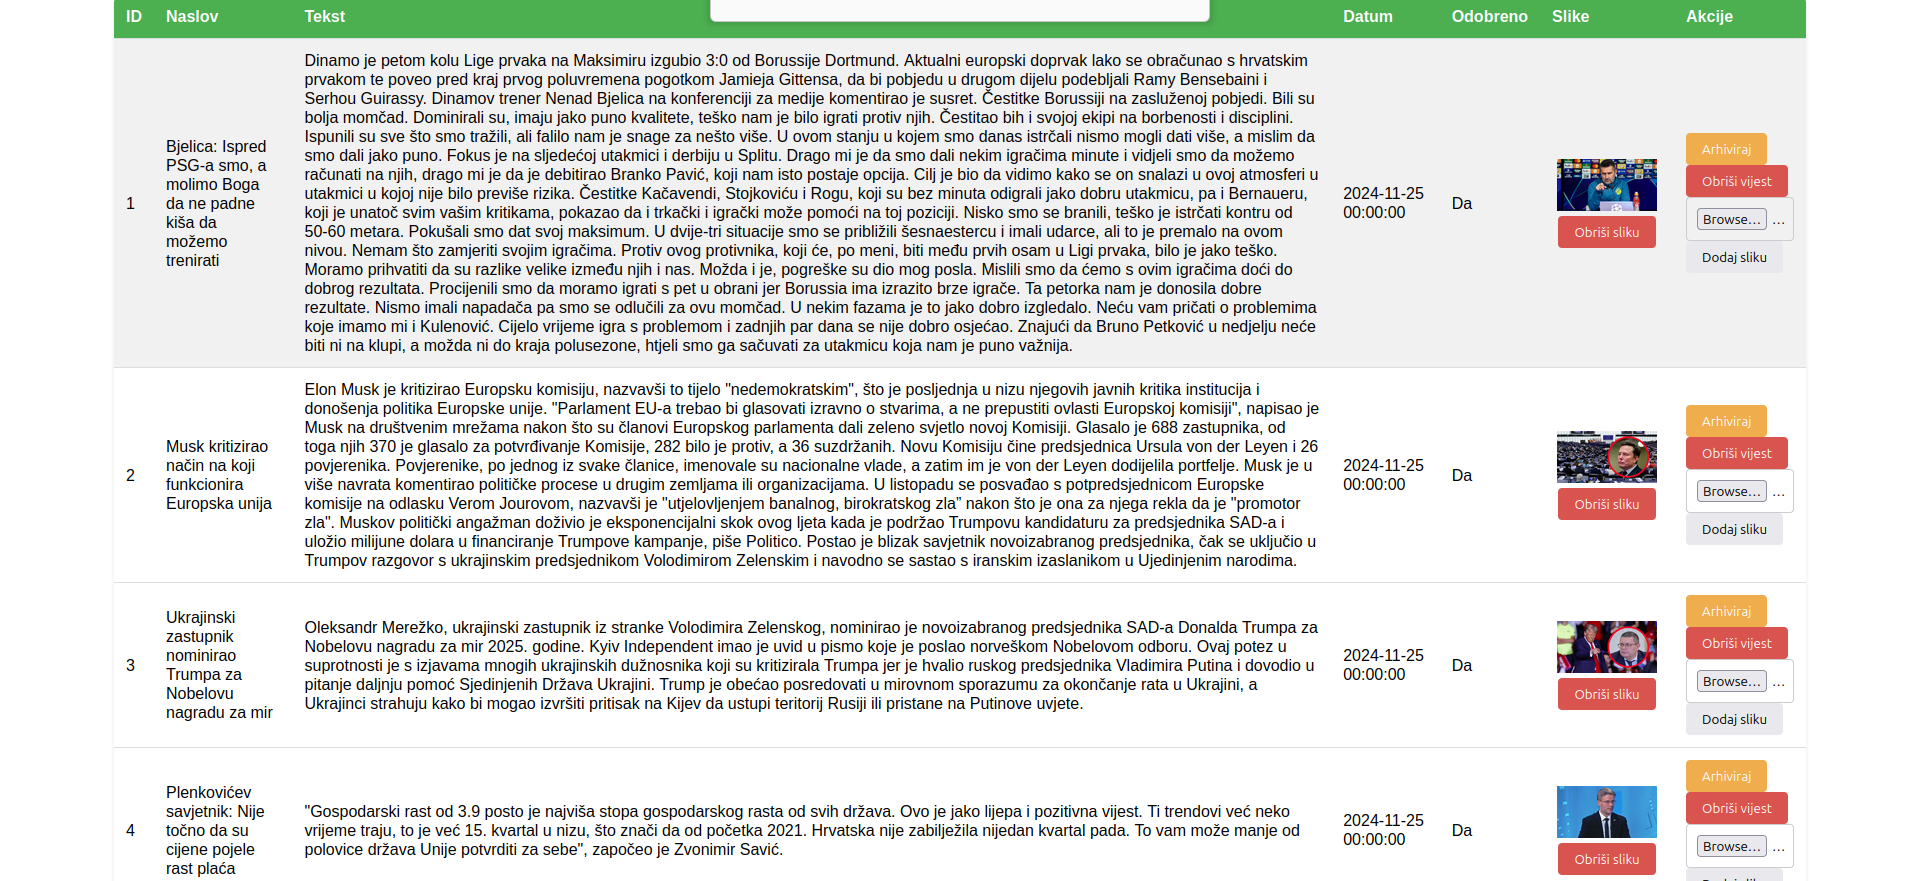 ID Naslov Tekst Datum Odobreno Slike Akcije
1
Bjelica: Ispred
PSG-a smo, a
molimo Boga
da ne padne
kiša da
možemo
trenirati
Dinamo je petom kolu Lige prvaka na Maksimiru izgubio 3:0 od Borussije Dortmund. Aktualni europski doprvak lako se obračunao s hrvatskim
prvakom te poveo pred kraj prvog poluvremena pogotkom Jamieja Gittensa, da bi pobjedu u drugom dijelu podebljali Ramy Bensebaini i
Serhou Guirassy. Dinamov trener Nenad Bjelica na konferenciji za medije komentirao je susret. Čestitke Borussiji na zasluženoj pobjedi. Bili su
bolja momčad. Dominirali su, imaju jako puno kvalitete, teško nam je bilo igrati protiv njih. Čestitao bih i svojoj ekipi na borbenosti i disciplini.
Ispunili su sve što smo tražili, ali falilo nam je snage za nešto više. U ovom stanju u kojem smo danas istrčali nismo mogli dati više, a mislim da
smo dali jako puno. Fokus je na sljedećoj utakmici i derbiju u Splitu. Drago mi je da smo dali nekim igračima minute i vidjeli smo da možemo
računati na njih, drago mi je da je debitirao Branko Pavić, koji nam isto postaje opcija. Cilj je bio da vidimo kako se on snalazi u ovoj atmosferi u
utakmici u kojoj nije bilo previše rizika. Čestitke Kačavendi, Stojkoviću i Rogu, koji su bez minuta odigrali jako dobru utakmicu, pa i Bernaueru,
koji je unatoč svim vašim kritikama, pokazao da i trkački i igrački može pomoći na toj poziciji. Nisko smo se branili, teško je istrčati kontru od
50-60 metara. Pokušali smo dat svoj maksimum. U dvije-tri situacije smo se približili šesnaestercu i imali udarce, ali to je premalo na ovom
nivou. Nemam što zamjeriti svojim igračima. Protiv ovog protivnika, koji će, po meni, biti među prvih osam u Ligi prvaka, bilo je jako teško.
Moramo prihvatiti da su razlike velike između njih i nas. Možda i je, pogreške su dio mog posla. Mislili smo da ćemo s ovim igračima doći do
dobrog rezultata. Procijenili smo da moramo igrati s pet u obrani jer Borussia ima izrazito brze igrače. Ta petorka nam je donosila dobre
rezultate. Nismo imali napadača pa smo se odlučili za ovu momčad. U nekim fazama je to jako dobro izgledalo. Neću vam pričati o problemima
koje imamo mi i Kulenović. Cijelo vrijeme igra s problemom i zadnjih par dana se nije dobro osjećao. Znajući da Bruno Petković u nedjelju neće
biti ni na klupi, a možda ni do kraja polusezone, htjeli smo ga sačuvati za utakmicu koja nam je puno važnija.
2024-11-25
00:00:00
Da
Obriši sliku
Arhiviraj
Obriši vijest
Browse... ...
Dodaj sliku
2
Musk kritizirao
način na koji
funkcionira
Europska unija
Elon Musk je kritizirao Europsku komisiju, nazvavši to tijelo "nedemokratskim", što je posljednja u nizu njegovih javnih kritika institucija i
donošenja politika Europske unije. "Parlament EU-a trebao bi glasovati izravno o stvarima, a ne prepustiti ovlasti Europskoj komisiji", napisao je
Musk na društvenim mrežama nakon što su članovi Europskog parlamenta dali zeleno svjetlo novoj Komisiji. Glasalo je 688 zastupnika, od
toga njih 370 je glasalo za potvrđivanje Komisije, 282 bilo je protiv, a 36 suzdržanih. Novu Komisiju čine predsjednica Ursula von der Leyen i 26
povjerenika. Povjerenike, po jednog iz svake članice, imenovale su nacionalne vlade, a zatim im je von der Leyen dodijelila portfelje. Musk je u
više navrata komentirao političke procese u drugim zemljama ili organizacijama. U listopadu se posvađao s potpredsjednicom Europske
komisije na odlasku Verom Jourovom, nazvavši je "utjelovljenjem banalnog, birokratskog zla” nakon što je ona za njega rekla da je "promotor
zla". Muskov politički angažman doživio je eksponencijalni skok ovog ljeta kada je podržao Trumpovu kandidaturu za predsjednika SAD-a i
uložio milijune dolara u financiranje Trumpove kampanje, piše Politico. Postao je blizak savjetnik novoizabranog predsjednika, čak se uključio u
Trumpov razgovor s ukrajinskim predsjednikom Volodimirom Zelenskim i navodno se sastao s iranskim izaslanikom u Ujedinjenim narodima.
2024-11-25
00:00:00
Da
Obriši sliku
Arhiviraj
Obriši vijest
Browse... ...
Dodaj sliku
3
Ukrajinski
zastupnik
nominirao
Trumpa za
Nobelovu
nagradu za mir
Oleksandr Merežko, ukrajinski zastupnik iz stranke Volodimira Zelenskog, nominirao je novoizabranog predsjednika SAD-a Donalda Trumpa za
Nobelovu nagradu za mir 2025. godine. Kyiv Independent imao je uvid u pismo koje je poslao norveškom Nobelovom odboru. Ovaj potez u
suprotnosti je s izjavama mnogih ukrajinskih dužnosnika koji su kritizirala Trumpa jer je hvalio ruskog predsjednika Vladimira Putina i dovodio u
pitanje daljnju pomoć Sjedinjenih Država Ukrajini. Trump je obećao posredovati u mirovnom sporazumu za okončanje rata u Ukrajini, a
Ukrajinci strahuju kako bi mogao izvršiti pritisak na Kijev da ustupi teritorij Rusiji ili pristane na Putinove uvjete.
2024-11-25
00:00:00
Da
Obriši sliku
Arhiviraj
Obriši vijest
Browse... ...
Dodaj sliku
4
Plenkovićev
savjetnik: Nije
točno da su
cijene pojele
rast plaća
"Gospodarski rast od 3.9 posto je najviša stopa gospodarskog rasta od svih država. Ovo je jako lijepa i pozitivna vijest. Ti trendovi već neko
vrijeme traju, to je već 15. kvartal u nizu, što znači da od početka 2021. Hrvatska nije zabilježila nijedan kvartal pada. To vam može manje od
polovice država Unije potvrditi za sebe", započeo je Zvonimir Savić.
2024-11-25
00:00:00
Da
Obriši sliku
Arhiviraj
Obriši vijest
Browse... ...